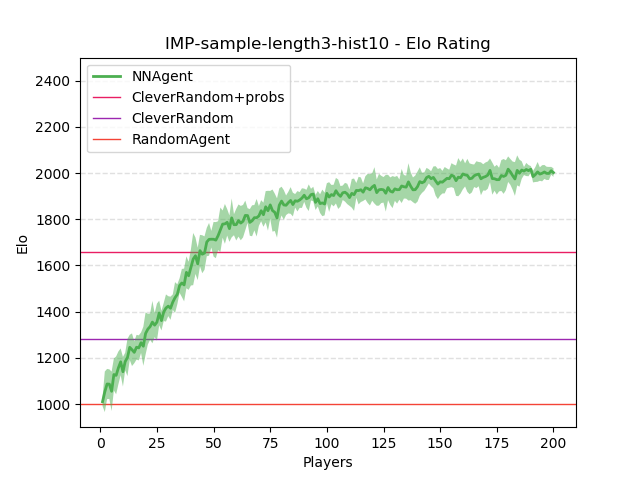 IMP-sample-length3-hist10 - Elo Rating
NNAgent
CleverRandom+probs
CleverRandom
RandomAgent
Elo
2400
2200
2000
1800
1600
1400
1200
1000
0 25 50 75 100 125 150 175 200
Players